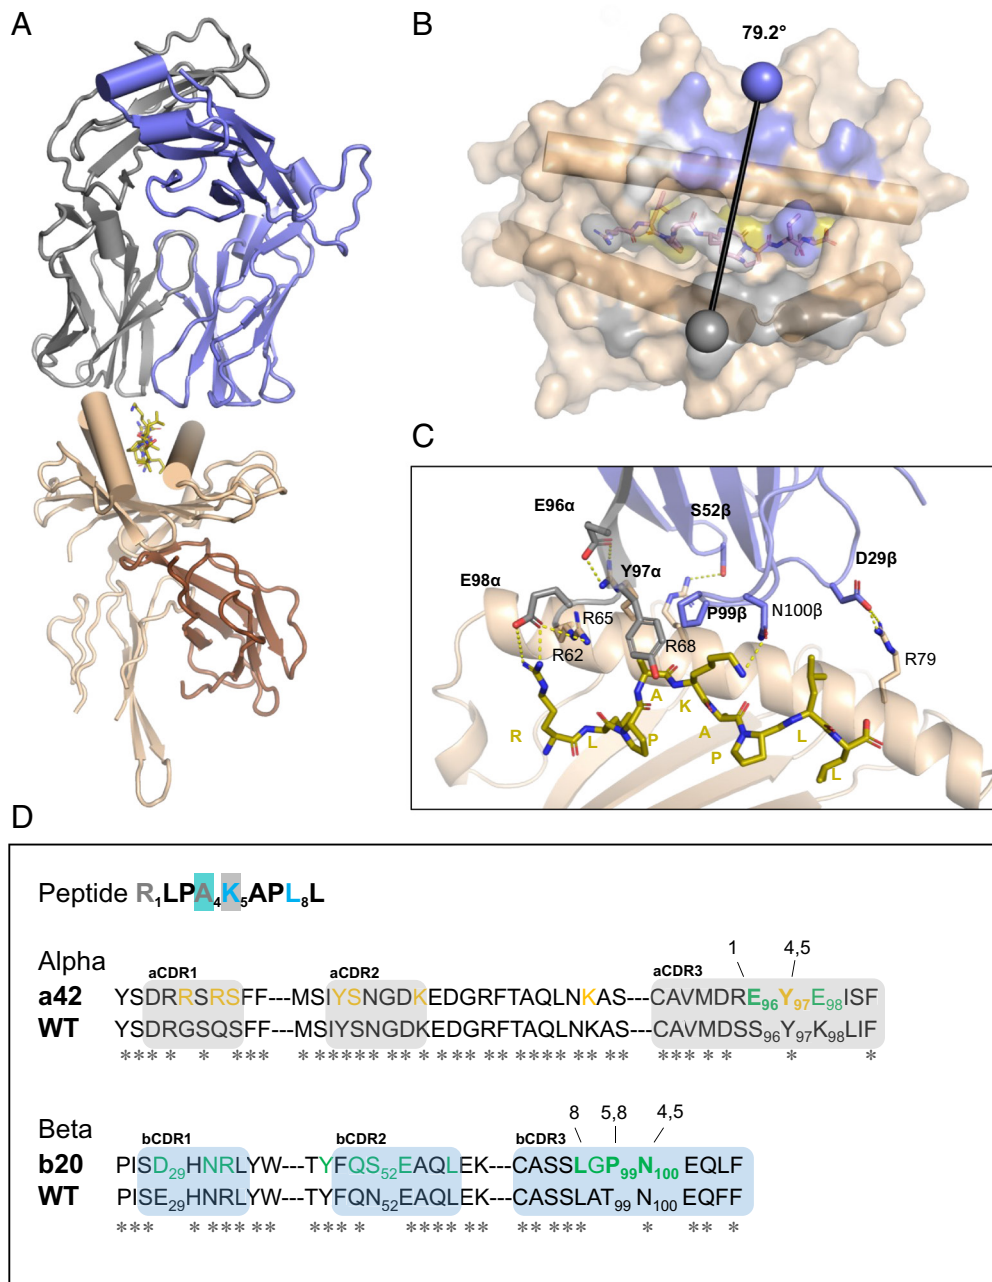 A
B
79.2°
C
E96α
S52β
D29β
Y97α
E98α
R65
P99β
N100β
R62
R68
R79
A
K
R
L
P
A
L
P
L
D
Peptide R1LPA4K5APL8L
1 4,5
Alpha
aCDR1 aCDR2 aCDR3
a42 YSDRRSRSFF---MSIYSNGDKEDGRFTAQLNKAS---CAVMDRE96Y97E98ISF
WT YSDRGSQSFF---MSIYSNGDKEDGRFTAQLNKAS---CAVMDSS96Y97K98LIF
*** * * *** * ****** ** * *** *** **** ** **** * * * *
8 5,8 4,5
Beta
bCDR1 bCDR2 bCDR3
b20 PISD29HNRLYW---TYFQS52EAQLEK---CASSLGP99N100EQLF
WT PISE29HNRLYW---TYFQN52EAQLEK---CASSLAT99N100EQFF
*** * **** ** *** * **** ** ** **** * ** *